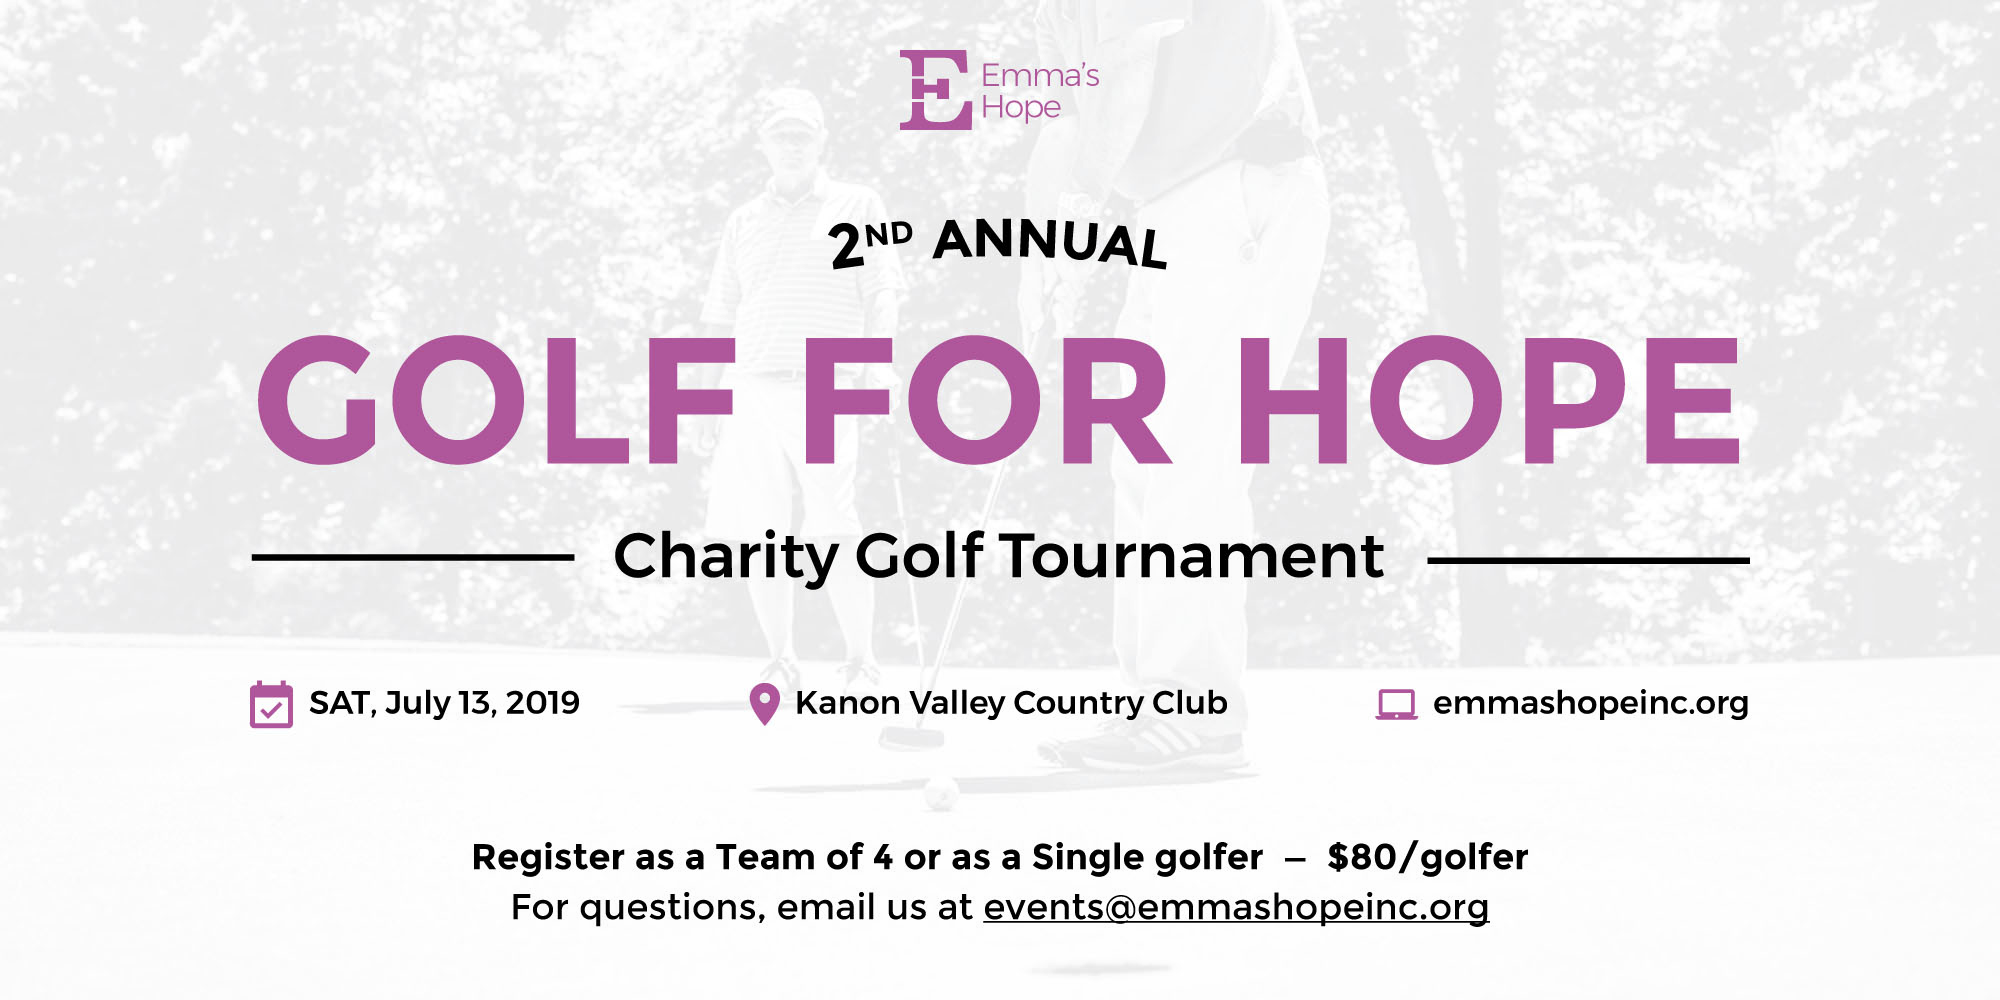 E Emma's
Hope
2ND ANNUAL
GOLF FOR HOPE
Charity Golf Tournament
SAT, July 13, 2019
Kanon Valley Country Club
emmashopeinc.org
Register as a Team of 4 or as a Single golfer – $80/golfer
For questions, email us at events@emmashopeinc.org